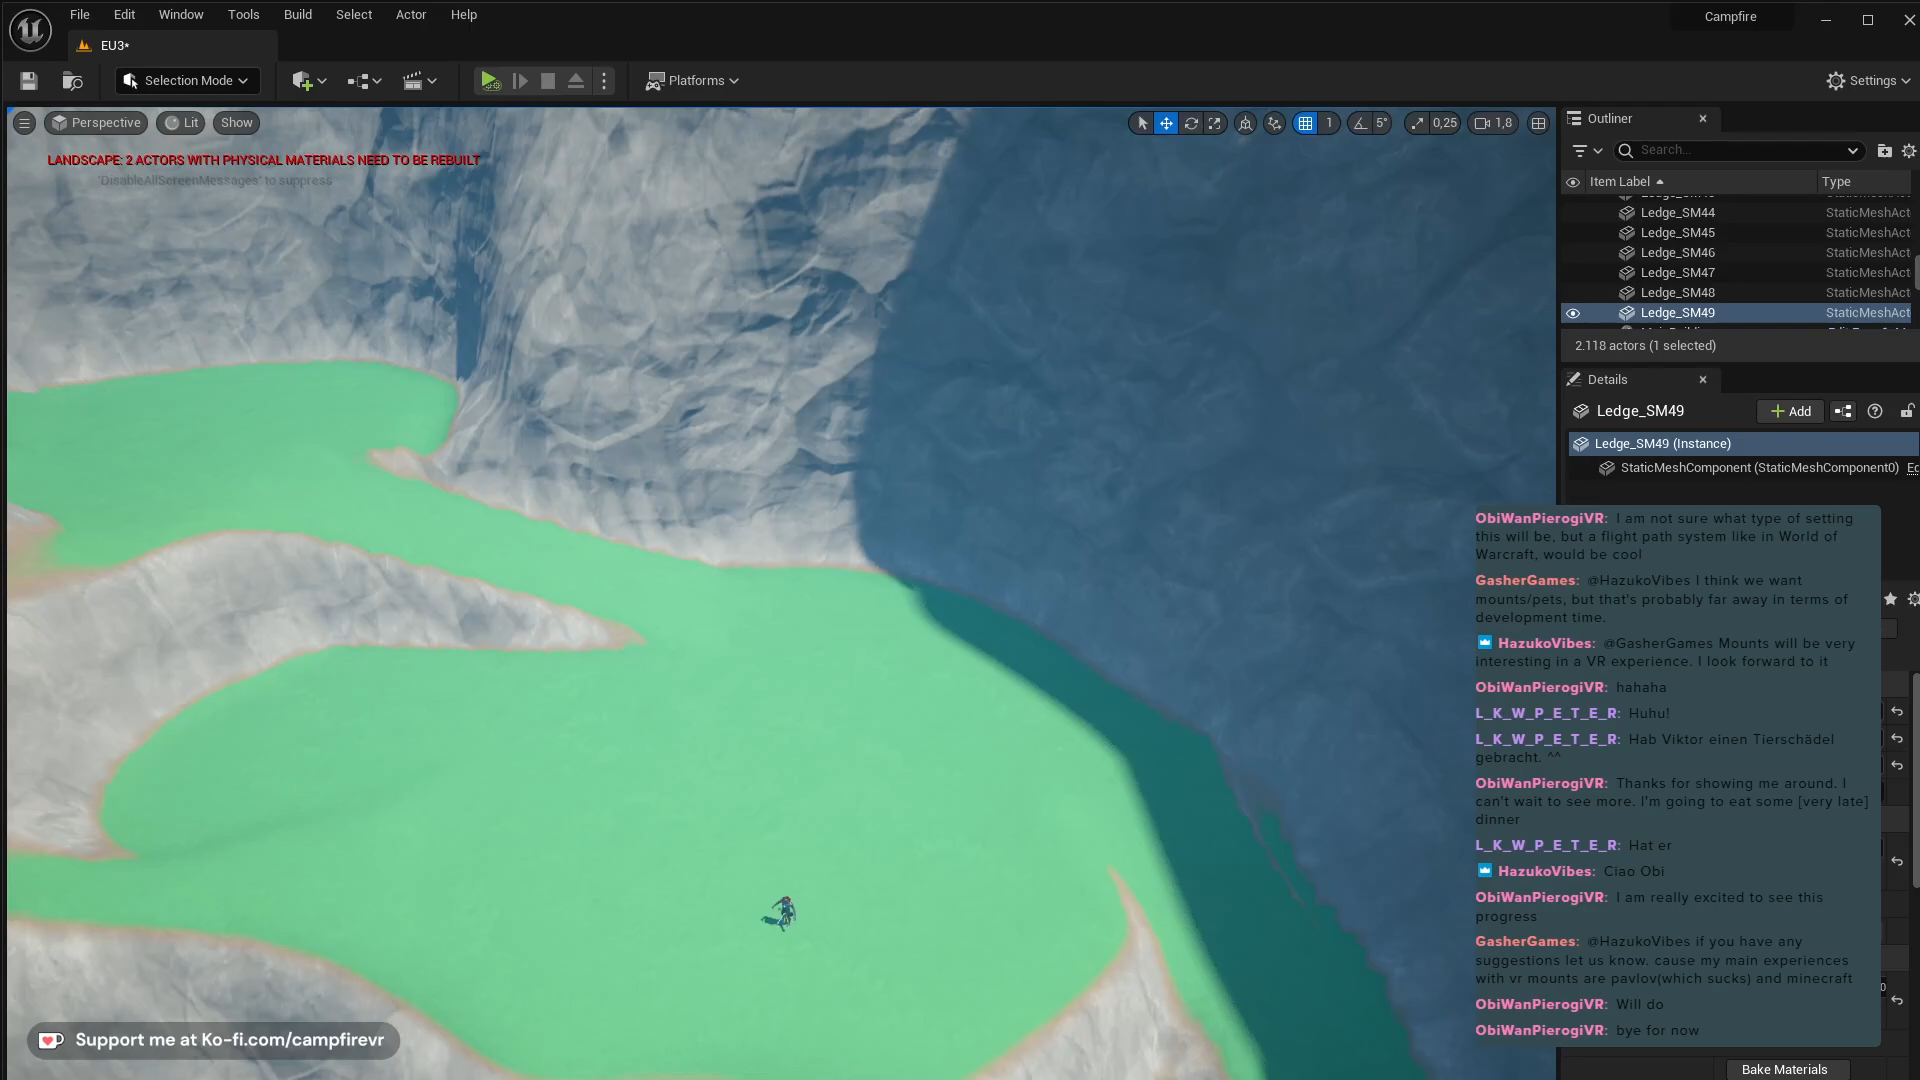 File Edit Window Tools Build Select Actor Help
Campfire
EU3*
Selection Mode
Platforms
Settings
Perspective Lit Show
1 5° 0,25 1,8
LANDSCAPE: 2 ACTORS WITH PHYSICAL MATERIALS NEED TO BE REBUILT
'DisableAllScreenMessages' to suppress
Outliner
Search...
Item Label Type
Ledge_SM44 StaticMeshAct
Ledge_SM45 StaticMeshAct
Ledge_SM46 StaticMeshAct
Ledge_SM47 StaticMeshAct
Ledge_SM48 StaticMeshAct
Ledge_SM49 StaticMeshAct
2.118 actors (1 selected)
Details
Ledge_SM49
Add
Ledge_SM49 (Instance)
StaticMeshComponent (StaticMeshComponent0)
ObiWanPierogiVR: I am not sure what type of setting
this will be, but a flight path system like in World of
Warcraft, would be cool
GasherGames: @HazukoVibes I think we want
mounts/pets, but that's probably far away in terms of
development time.
HazukoVibes: @GasherGames Mounts will be very
interesting in a VR experience. I look forward to it
ObiWanPierogiVR: hahaha
L_K_W_P_E_T_E_R: Huhu!
L_K_W_P_E_T_E_R: Hab Viktor einen Tierschädel
gebracht. ^^
ObiWanPierogiVR: Thanks for showing me around. I
can't wait to see more. I'm going to eat some [very late]
dinner
L_K_W_P_E_T_E_R: Hat er
HazukoVibes: Ciao Obi
ObiWanPierogiVR: I am really excited to see this
progress
GasherGames: @HazukoVibes if you have any
suggestions let us know. cause my main experiences
with vr mounts are pavlov(which sucks) and minecraft
ObiWanPierogiVR: Will do
ObiWanPierogiVR: bye for now
Support me at Ko-fi.com/campfirevr
Bake Materials